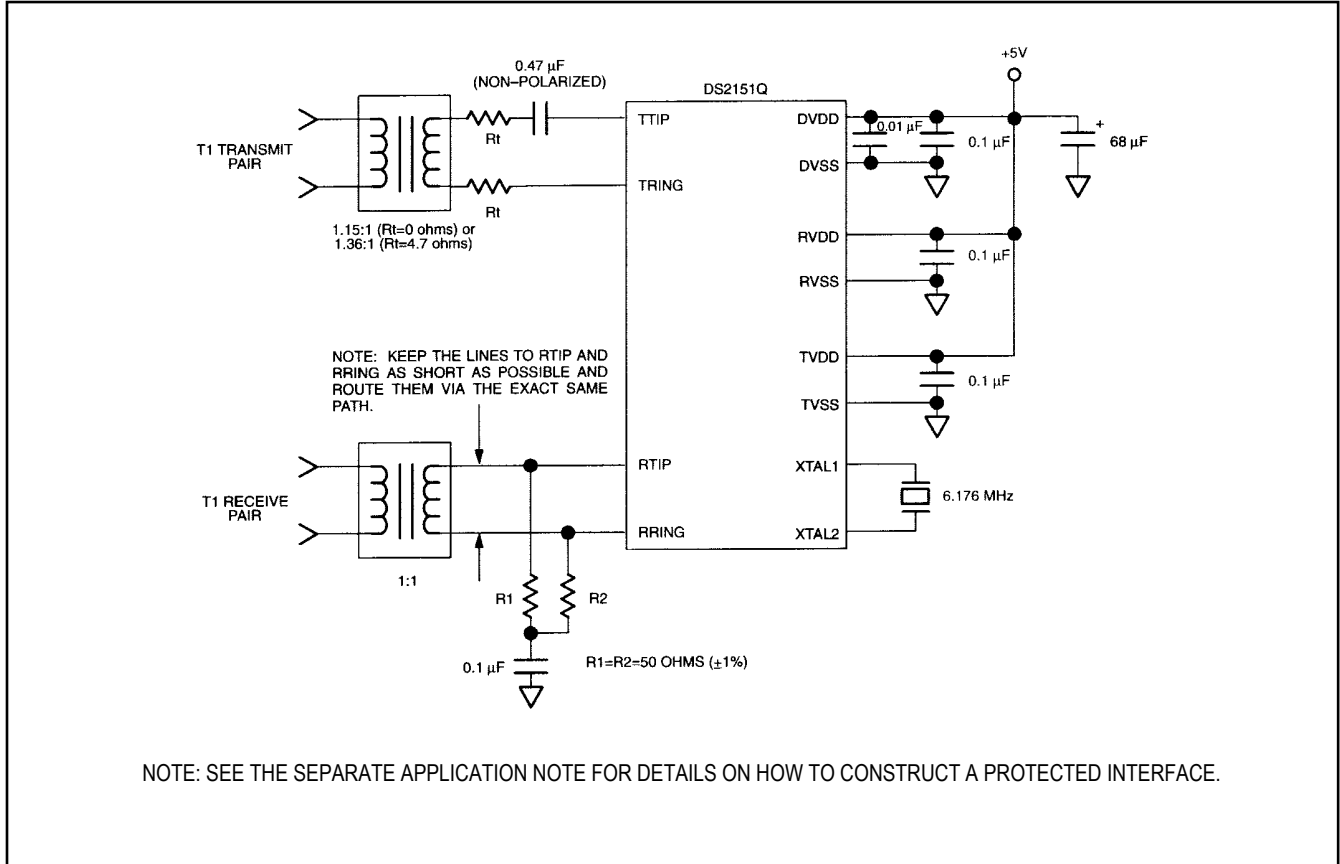 +5V
0.47 µF
(NON–POLARIZED)
DS2151Q
TTIP
DVDD
0.01 µF
0.1 µF
+
68 µF
Rt
T1 TRANSMIT
PAIR
DVSS
TRING
Rt
1.15:1 (Rt=0 ohms) or
1.36:1 (Rt=4.7 ohms)
RVDD
0.1 µF
RVSS
NOTE: KEEP THE LINES TO RTIP AND
RRING AS SHORT AS POSSIBLE AND
ROUTE THEM VIA THE EXACT SAME
PATH.
TVDD
0.1 µF
TVSS
RTIP
XTAL1
T1 RECEIVE
PAIR
6.176 MHz
RRING
XTAL2
1:1
R1
R2
0.1 µF
R1=R2=50 OHMS (±1%)
NOTE: SEE THE SEPARATE APPLICATION NOTE FOR DETAILS ON HOW TO CONSTRUCT A PROTECTED INTERFACE.